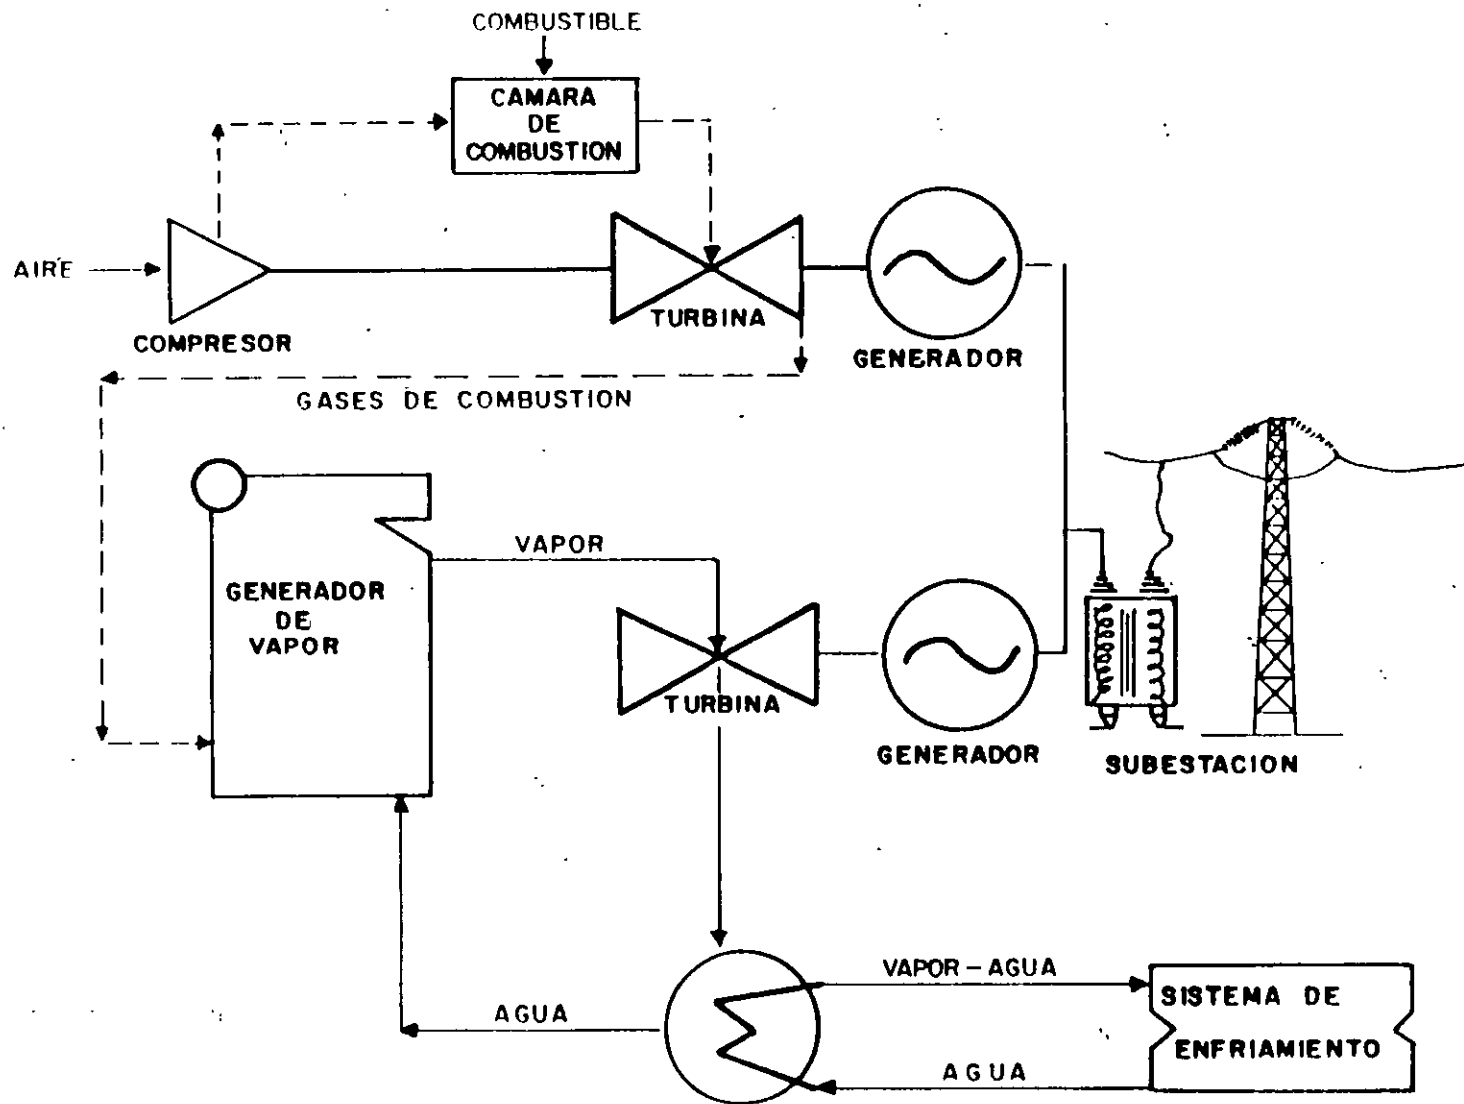 COMBUSTIBLE
CAMARA
DE
COMBUSTION
AIRE
COMPRESOR
TURBINA
GENERADOR
GASES DE COMBUSTION
GENERADOR
DE
VAPOR
VAPOR
TURBINA
GENERADOR
SUBESTACION
AGUA
VAPOR-AGUA
AGUA
SISTEMA DE
ENFRIAMIENTO